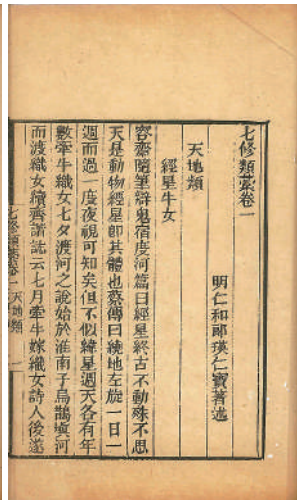 七修類藁卷一
明仁和郎瑛仁寶著述
天地類
經星牛女
容齋隨筆辯鬼宿度河篇曰經星終古不動殊不思
天是動物經星即其體也蔡傳曰繞地左旋一日一
週而過一度夜視可知矣但不似緯星週天各有年
數牽牛織女七夕渡河之說始於淮南子烏鵲填河
而渡織女續齊諧誌云七月牽牛嫁織女詩人後遂
七修類藁卷一 天地類 一